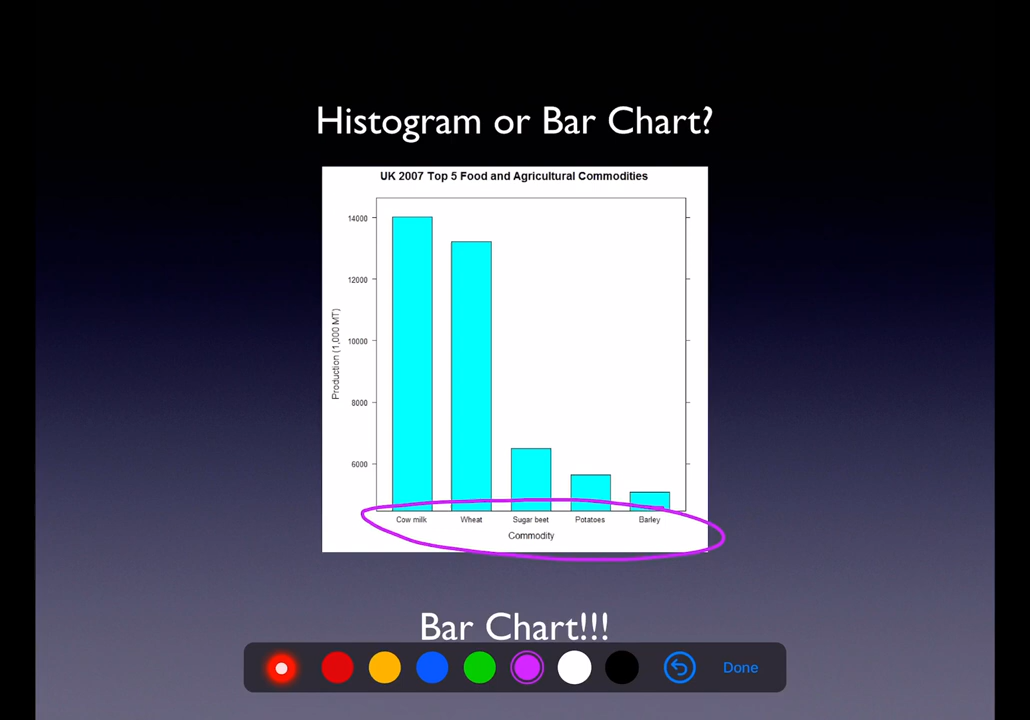 Histogram or Bar Chart?
UK 2007 Top 5 Food and Agricultural Commodities
14000
12000
10000
8000
6000
Production (1,000 MT)
Cow milk Wheat Sugar beet Potatoes Barley
Commodity
Bar Chart!!!
Done